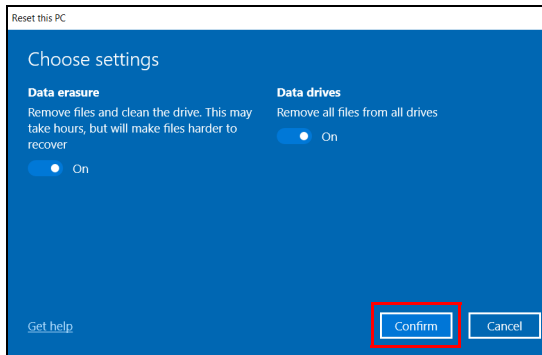 Reset this PC
Choose settings
Data erasure
Remove files and clean the drive. This may
take hours, but will make files harder to
recover
On
Data drives
Remove all files from all drives
On
Get help
Confirm
Cancel